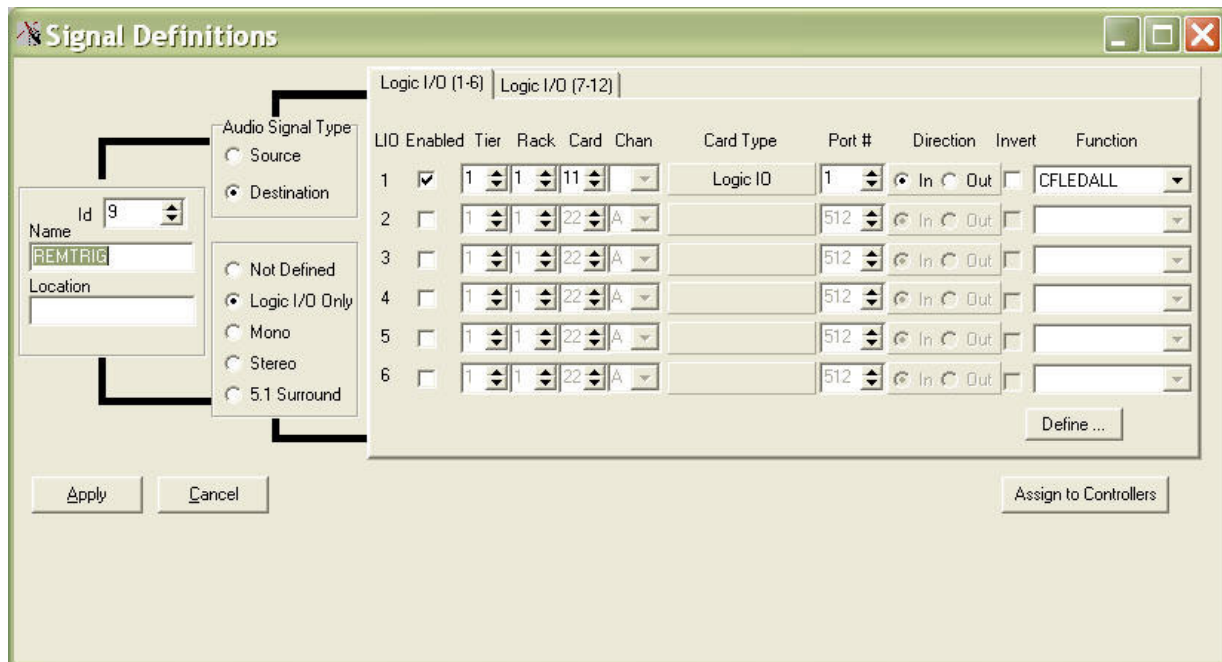 Signal Definitions
Logic I/O (1-6) Logic I/O (7-12)
Audio Signal Type
Source
Destination
Id 9
Name
REMTRIG
Location
Not Defined
Logic I/O Only
Mono
Stereo
5.1 Surround
LIO Enabled Tier Rack Card Chan Card Type Port # Direction Invert Function
1 1 1 11 Logic IO 1 In Out CFLEDALL
2 1 1 22 A 512 In Out
3 1 1 22 A 512 In Out
4 1 1 22 A 512 In Out
5 1 1 22 A 512 In Out
6 1 1 22 A 512 In Out
Define ...
Apply Cancel Assign to Controllers